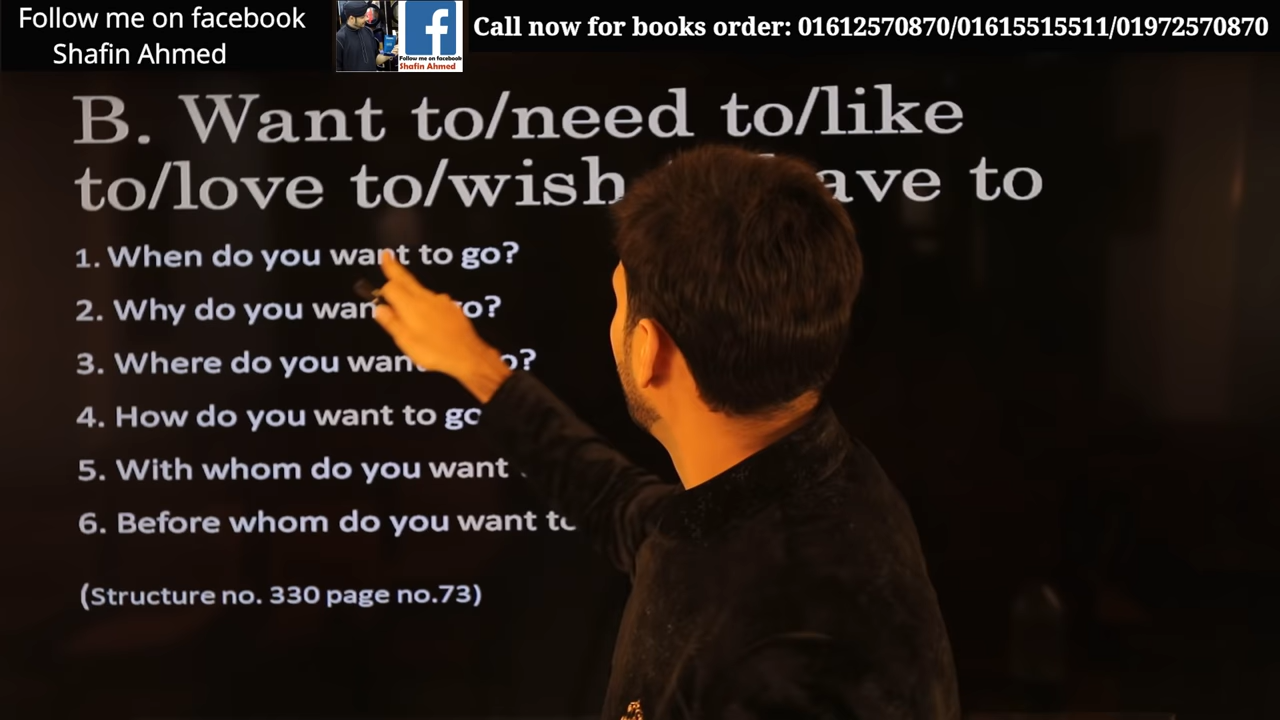 Follow me on facebook
Shafin Ahmed
Follow me on facebook
Shafin Ahmed
Call now for books order: 01612570870/01615515511/01972570870
B. Want to/need to/like
to/love to/wish ave to
1. When do you want to go?
2. Why do you wan go?
3. Where do you want o?
4. How do you want to go
5. With whom do you want
6. Before whom do you want to
(Structure no. 330 page no.73)